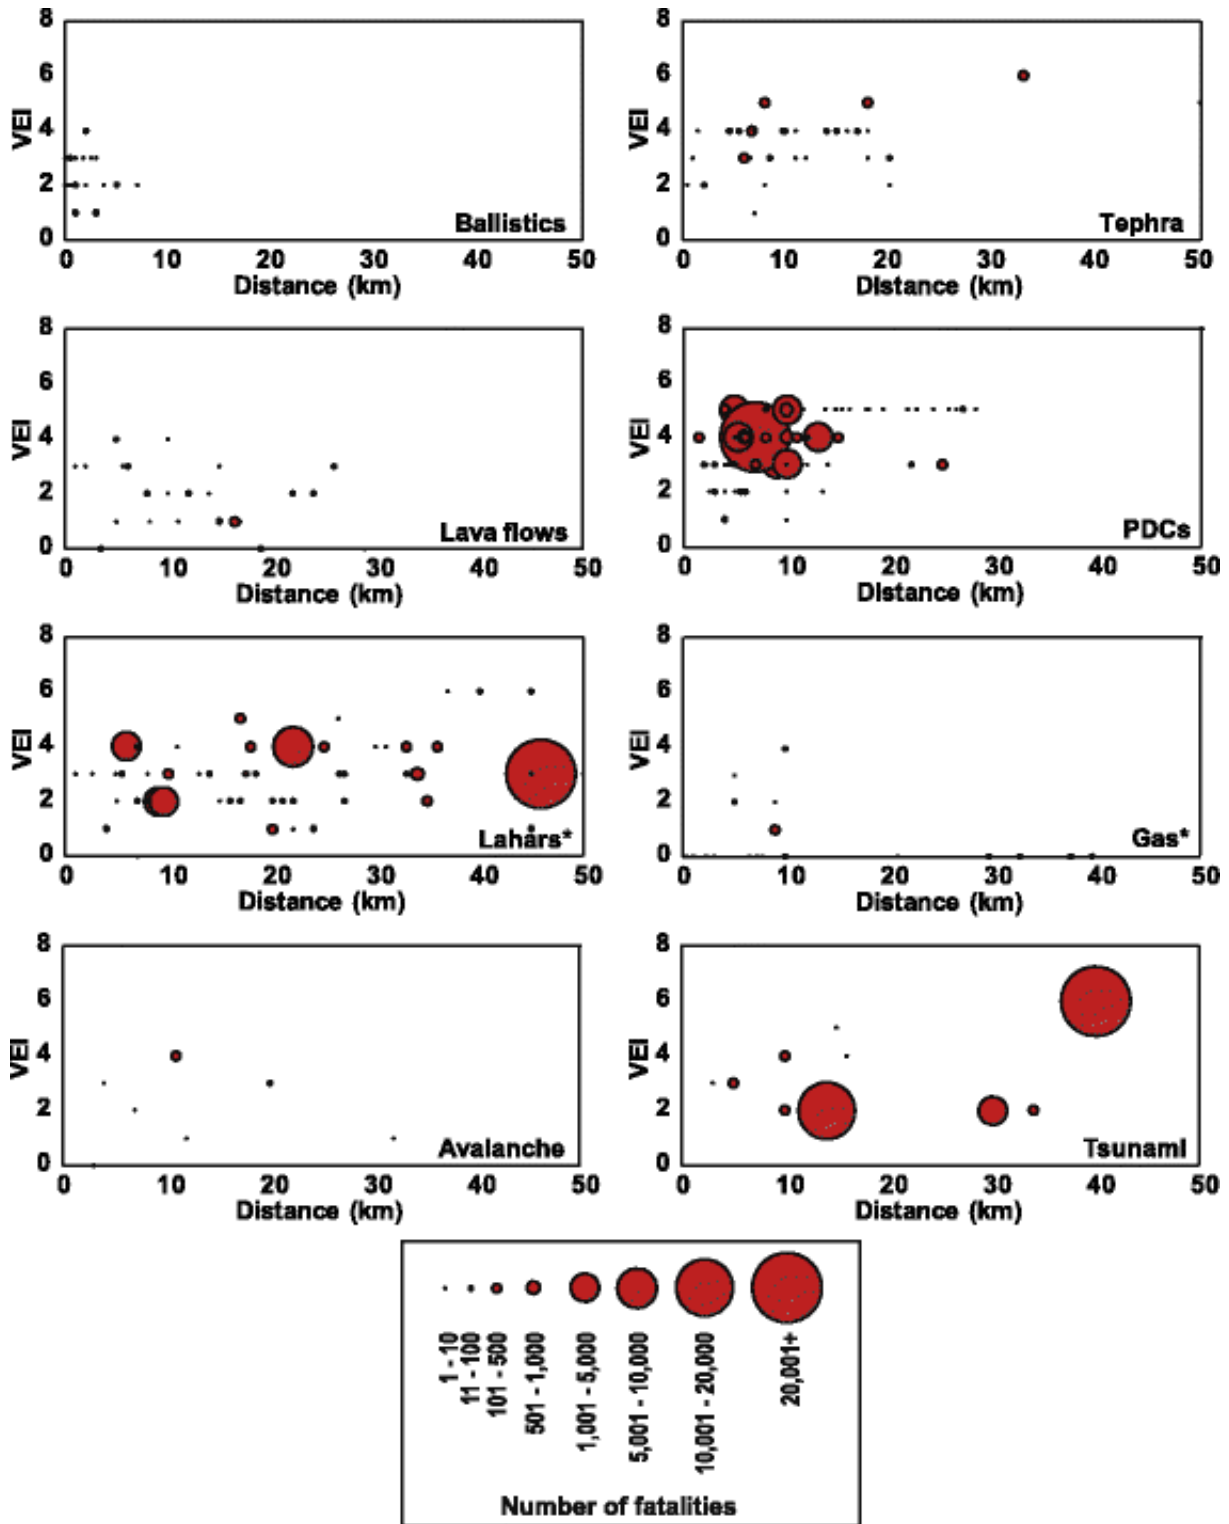 8
6
VEI
4
2
Ballistics
0
0 10 20 30 40 50
Distance (km)
8
6
VEI
4
2
Tephra
0
0 10 20 30 40 50
Distance (km)
8
6
VEI
4
2
Lava flows
0
0 10 20 30 40 50
Distance (km)
8
6
VEI
4
2
PDCs
0
0 10 20 30 40 50
Distance (km)
8
6
VEI
4
2
Lahars*
0
0 10 20 30 40 50
Distance (km)
8
6
VEI
4
2
Gas*
0
0 10 20 30 40 50
Distance (km)
8
6
VEI
4
2
Avalanche
0
0 10 20 30 40 50
Distance (km)
8
6
VEI
4
2
Tsunami
0
0 10 20 30 40 50
Distance (km)
1 - 10
11 - 100
101 - 500
501 - 1,000
1,001 - 5,000
5,001 - 10,000
10,001 - 20,000
20,001+
Number of fatalities